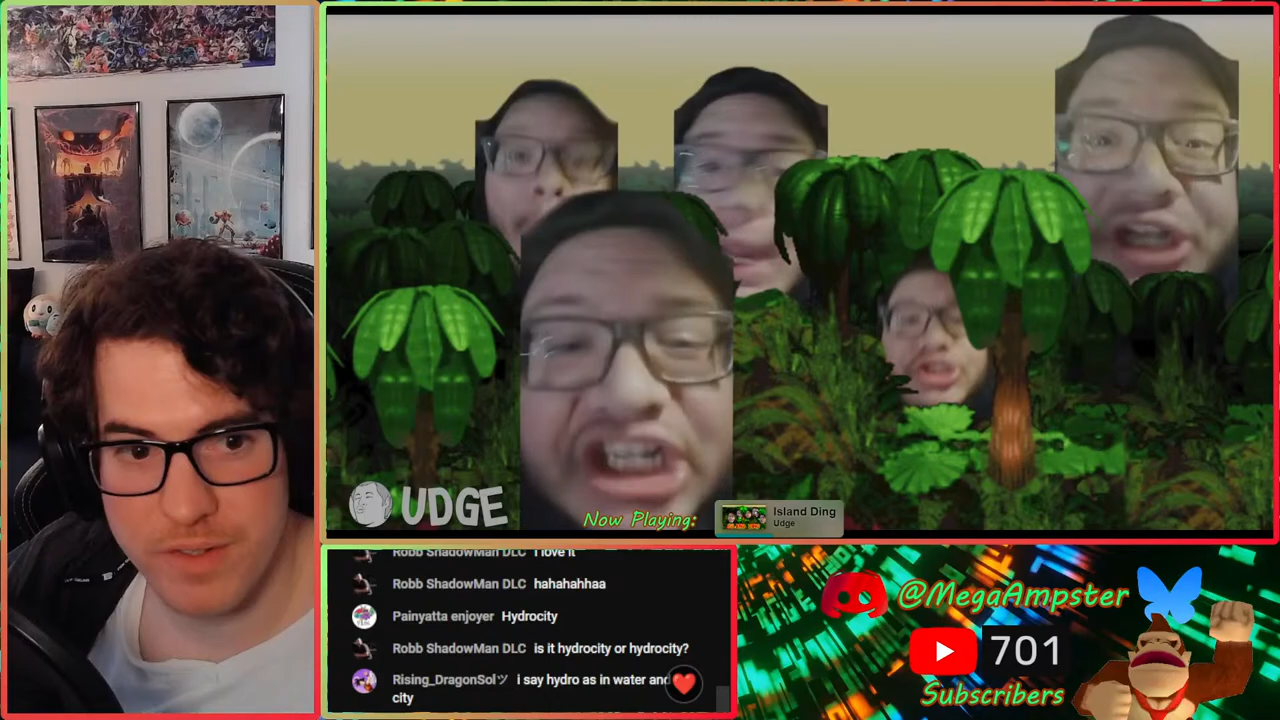 UDGE
Now Playing:
Island Ding
Udge
Robb ShadowMan DLC I love it
Robb ShadowMan DLC hahahahhaa
Painyatta enjoyer Hydrocity
Robb ShadowMan DLC is it hydrocity or hydrocity?
Rising_DragonSolツ i say hydro as in water and
city
@MegaAmpster
701
Subscribers